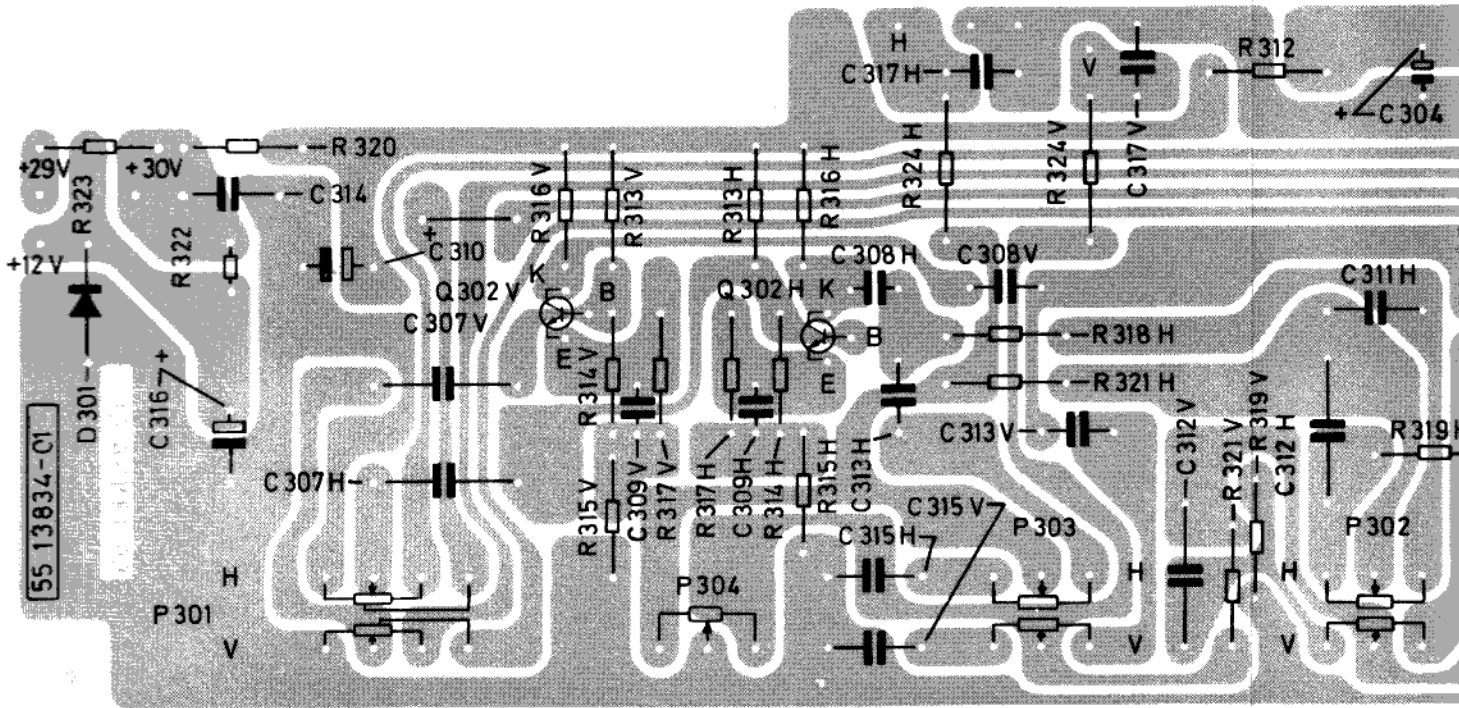 H
C 317 H
V
R 312
+ C 304
+29V
+30V
R 320
R 323
C 314
R 322
+12 V
+
C 310
R 316 V
R 313 V
R 313 H
R 316 H
R 324 H
R 324 V
C 317 V
K
Q 302 V
B
C 307 V
E
Q 302 H
K
B
E
C 308 H
C 308 V
C 311 H
R 318 H
R 321 H
D 301
C 316
+
R 314 V
C 313 V
C 312 V
R 321 V
R 319 V
C 312 H
R 319 H
C 307 H
R 315 V
C 309 V
R 317 V
R 317 H
C 309 H
R 314 H
R 315 H
C 313 H
C 315 V
C 315 H
P 303
P 302
55 13834-01
H
P 301
V
P 304
H
V
H
V